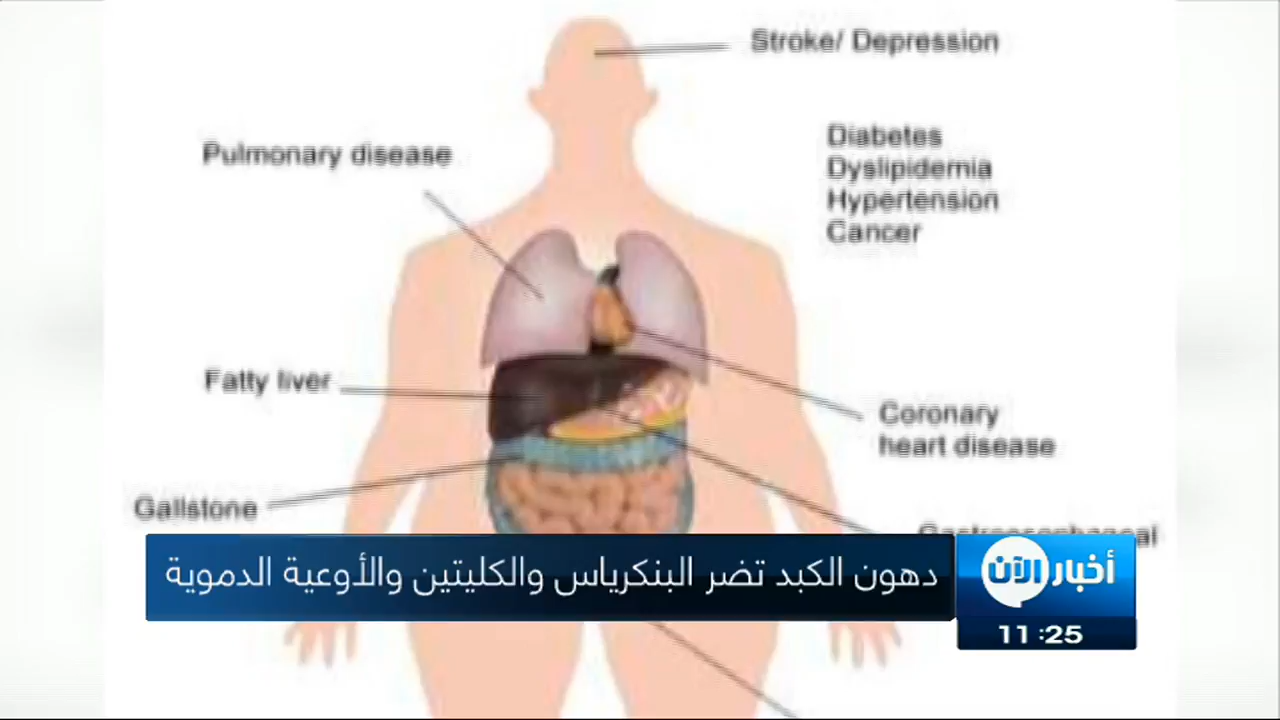 Stroke/ Depression
Pulmonary disease
Diabetes
Dyslipidemia
Hypertension
Cancer
Fatty liver
Coronary
heart disease
Gallstone
Gastroesophageal
دهون الكبد تضر البنكرياس والكليتين والأوعية الدموية
أخبار الآن
11:25